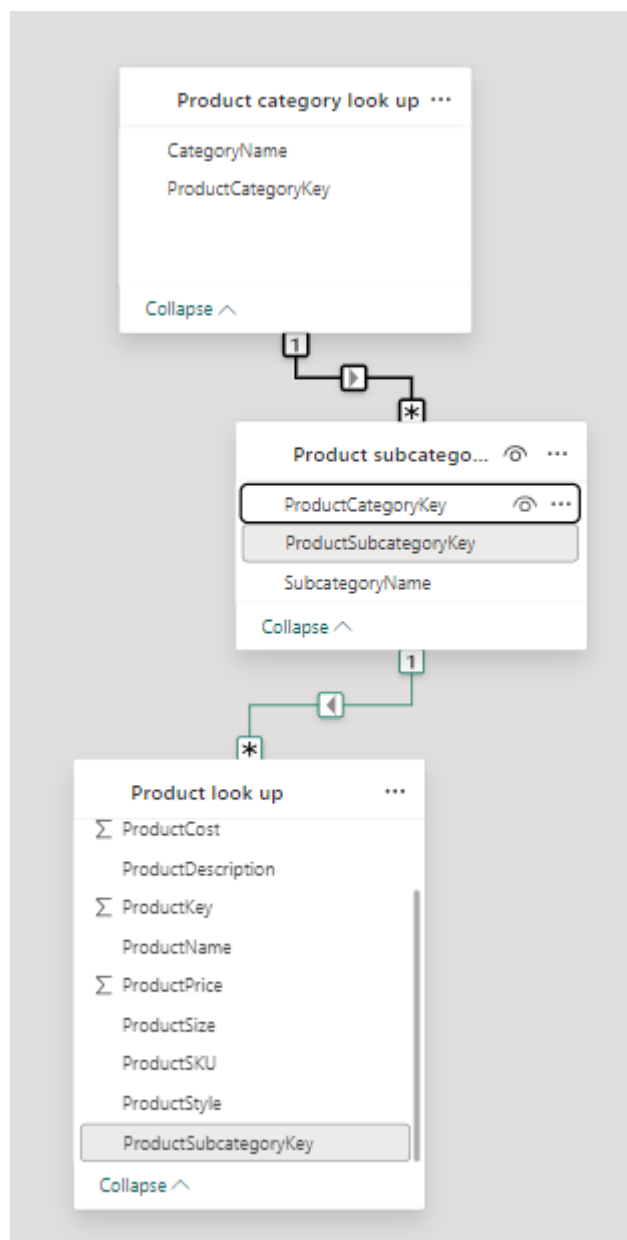 Product category look up ...
CategoryName
ProductCategoryKey
Collapse
1
*
Product subcatego... ...
ProductCategoryKey ...
ProductSubcategoryKey
SubcategoryName
Collapse
1
*
Product look up ...
∑ ProductCost
ProductDescription
∑ ProductKey
ProductName
∑ ProductPrice
ProductSize
ProductSKU
ProductStyle
ProductSubcategoryKey
Collapse